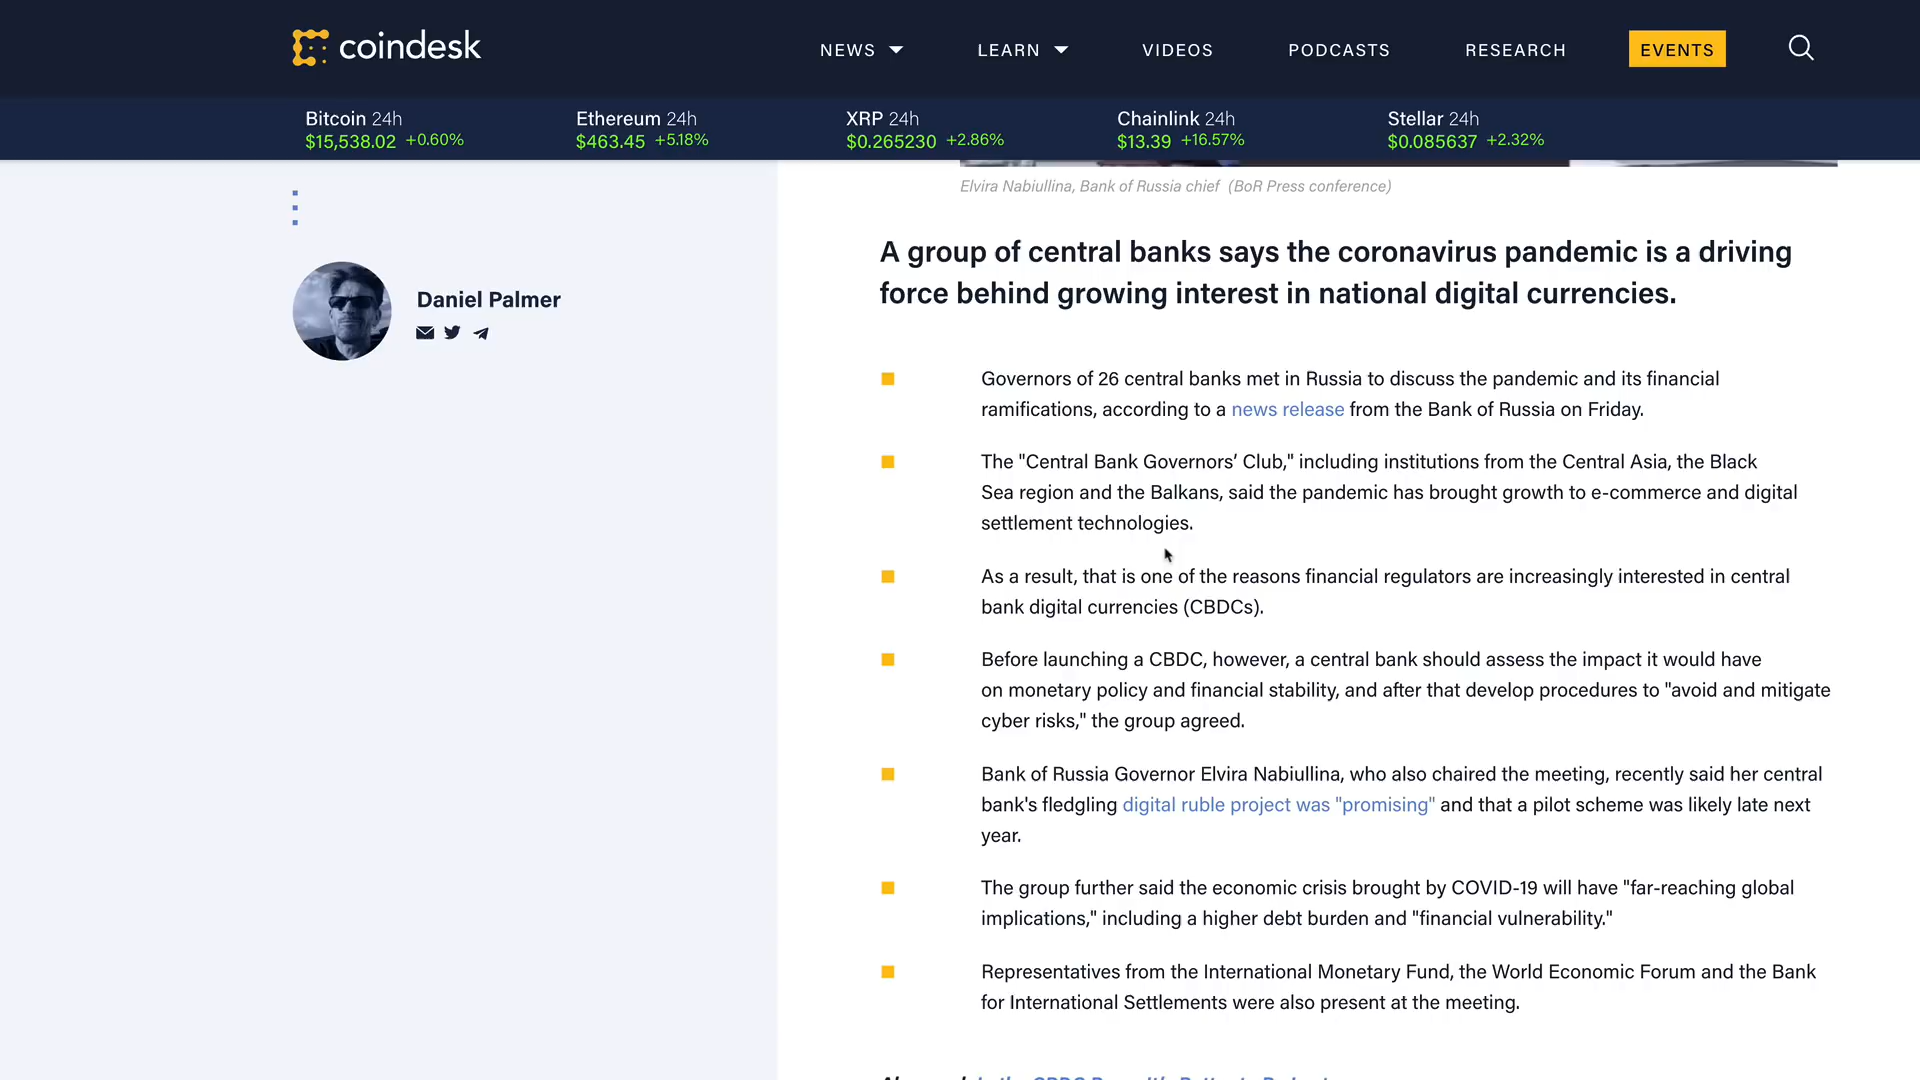 coindesk
NEWS
LEARN
VIDEOS
PODCASTS
RESEARCH
EVENTS
Bitcoin 24h
$15,538.02 +0.60%
Ethereum 24h
$463.45 +5.18%
XRP 24h
$0.265230 +2.86%
Chainlink 24h
$13.39 +16.57%
Stellar 24h
$0.085637 +2.32%
Elvira Nabiullina, Bank of Russia chief (BoR Press conference)
Daniel Palmer
A group of central banks says the coronavirus pandemic is a driving
force behind growing interest in national digital currencies.
Governors of 26 central banks met in Russia to discuss the pandemic and its financial
ramifications, according to a news release from the Bank of Russia on Friday.
The "Central Bank Governors’ Club," including institutions from the Central Asia, the Black
Sea region and the Balkans, said the pandemic has brought growth to e-commerce and digital
settlement technologies.
As a result, that is one of the reasons financial regulators are increasingly interested in central
bank digital currencies (CBDCs).
Before launching a CBDC, however, a central bank should assess the impact it would have
on monetary policy and financial stability, and after that develop procedures to "avoid and mitigate
cyber risks," the group agreed.
Bank of Russia Governor Elvira Nabiullina, who also chaired the meeting, recently said her central
bank's fledgling digital ruble project was "promising" and that a pilot scheme was likely late next
year.
The group further said the economic crisis brought by COVID-19 will have "far-reaching global
implications," including a higher debt burden and "financial vulnerability."
Representatives from the International Monetary Fund, the World Economic Forum and the Bank
for International Settlements were also present at the meeting.